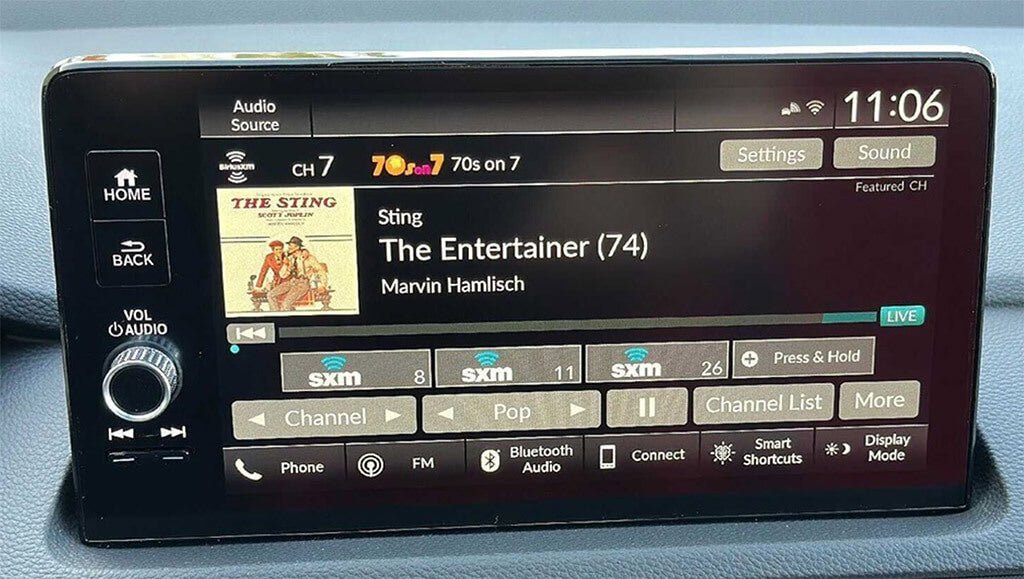 Audio
Source
11:06
HOME
BACK
VOL
AUDIO
siriusxm
CH 7
70s on 7
70s on 7
Settings
Sound
Featured CH
THE STING
SCOTT JOPLIN
Sting
The Entertainer (74)
Marvin Hamlisch
LIVE
sxm 8
sxm 11
sxm 26
Press & Hold
Channel
Pop
Channel List
More
Phone
FM
Bluetooth
Audio
Connect
Smart
Shortcuts
Display
Mode